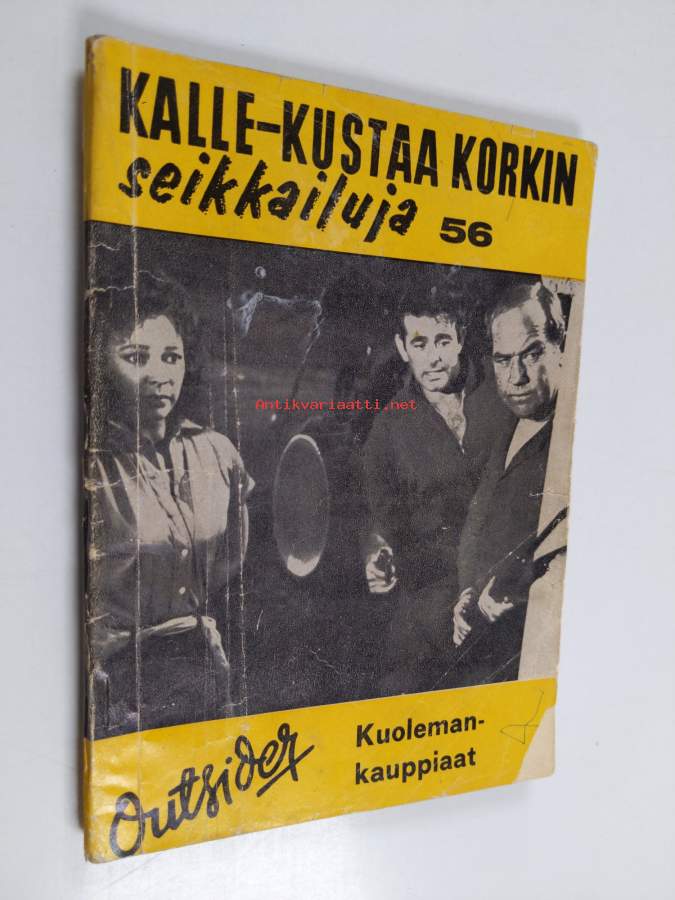 KALLE-KUSTAA KORKIN
seikkailuja 56
Antikvariaatti.net
Outsider
Kuoleman-
kauppiaat